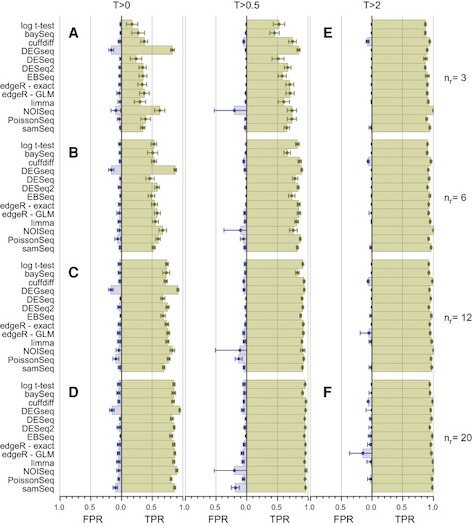 T>0 T>0.5 T>2
A E
log t-test
baySeq
cuffdiff
DEGseq
DESeq
DESeq2
EBSeq
edgeR - exact
edgeR - GLM
limma
NOISeq
PoissonSeq
samSeq
nr= 3
B
log t-test
baySeq
cuffdiff
DEGseq
DESeq
DESeq2
EBSeq
edgeR - exact
edgeR - GLM
limma
NOISeq
PoissonSeq
samSeq
nr= 6
C
log t-test
baySeq
cuffdiff
DEGseq
DESeq
DESeq2
EBSeq
edgeR - exact
edgeR - GLM
limma
NOISeq
PoissonSeq
samSeq
nr= 12
D F
log t-test
baySeq
cuffdiff
DEGseq
DESeq
DESeq2
EBSeq
edgeR - exact
edgeR - GLM
limma
NOISeq
PoissonSeq
samSeq
nr= 20
1.0 0.5 0.0 0.5 1.0 0.5 0.0 0.5 1.0 0.5 0.0 0.5 1.0
FPR TPR FPR TPR FPR TPR